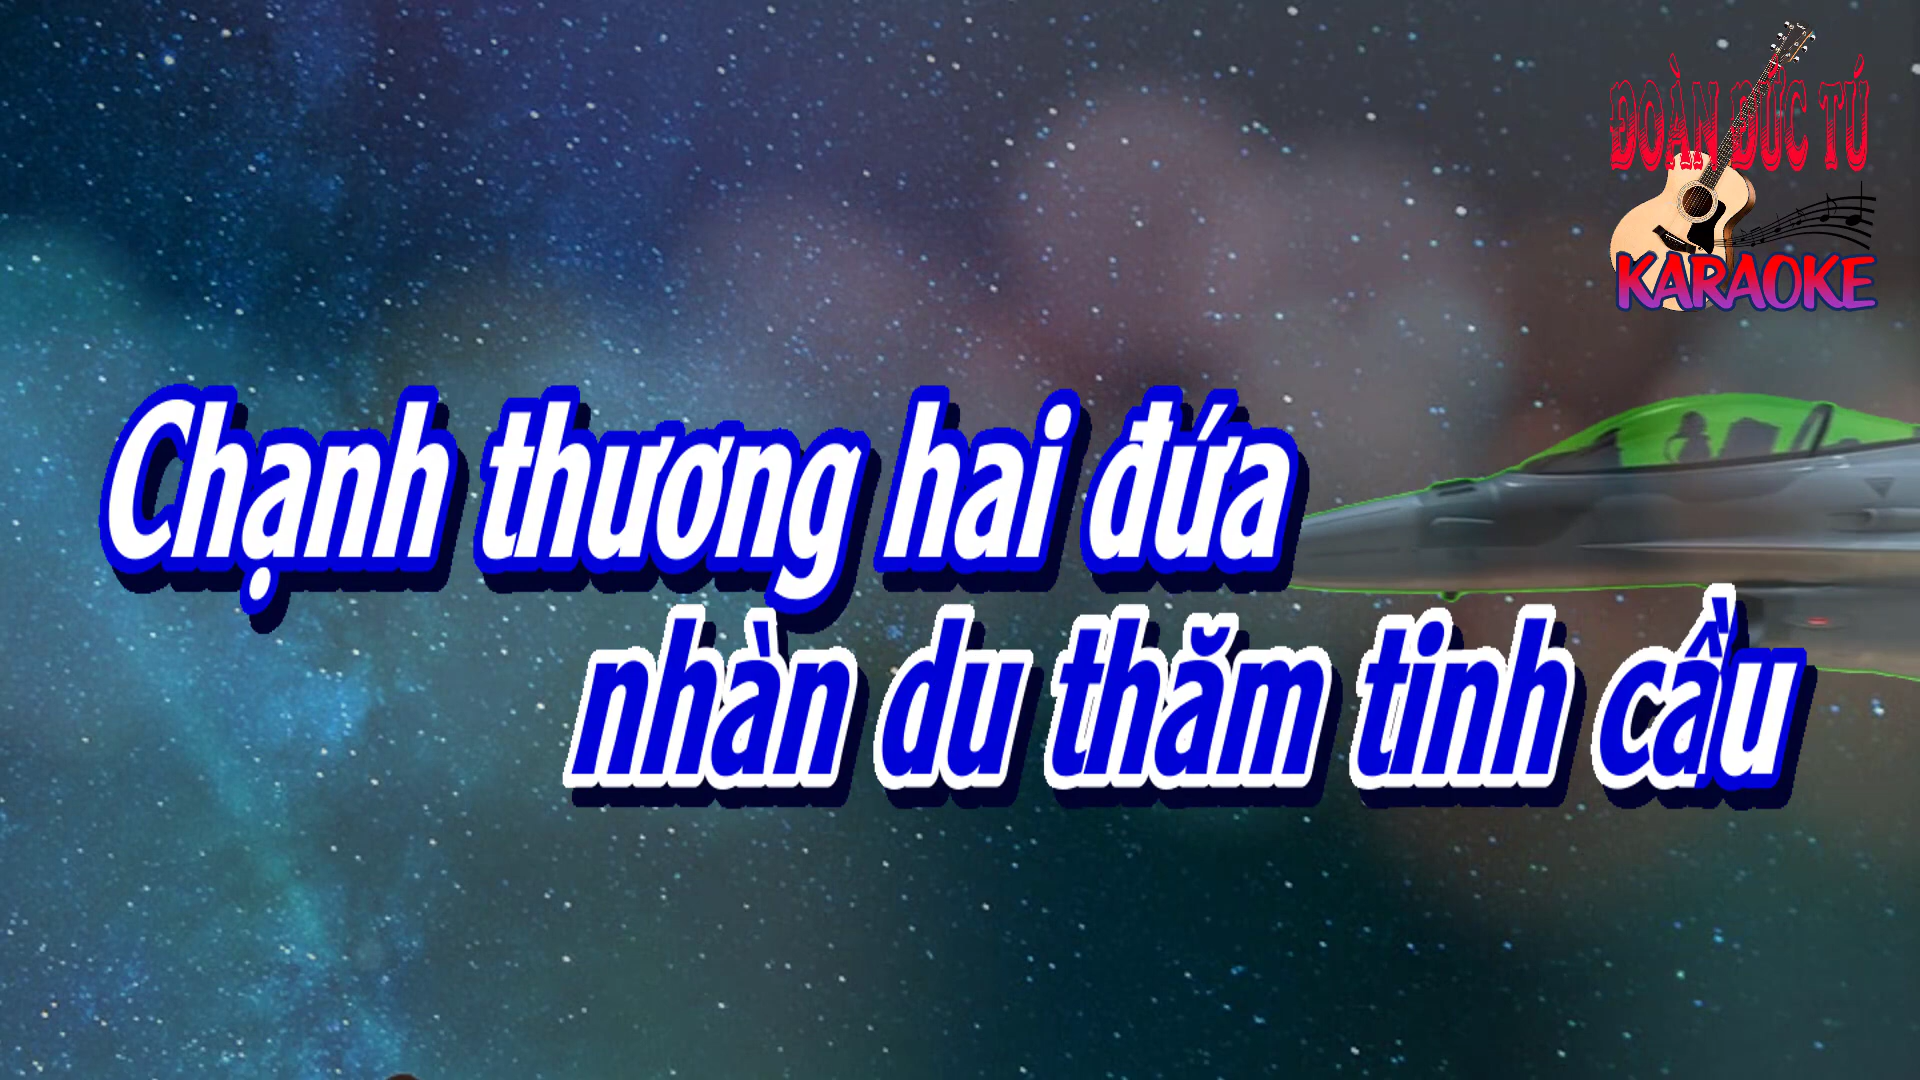 ĐOÀN ĐỨC TÚ
KARAOKE
Chạnh thương hai đứa
nhàn du thăm tinh cầu